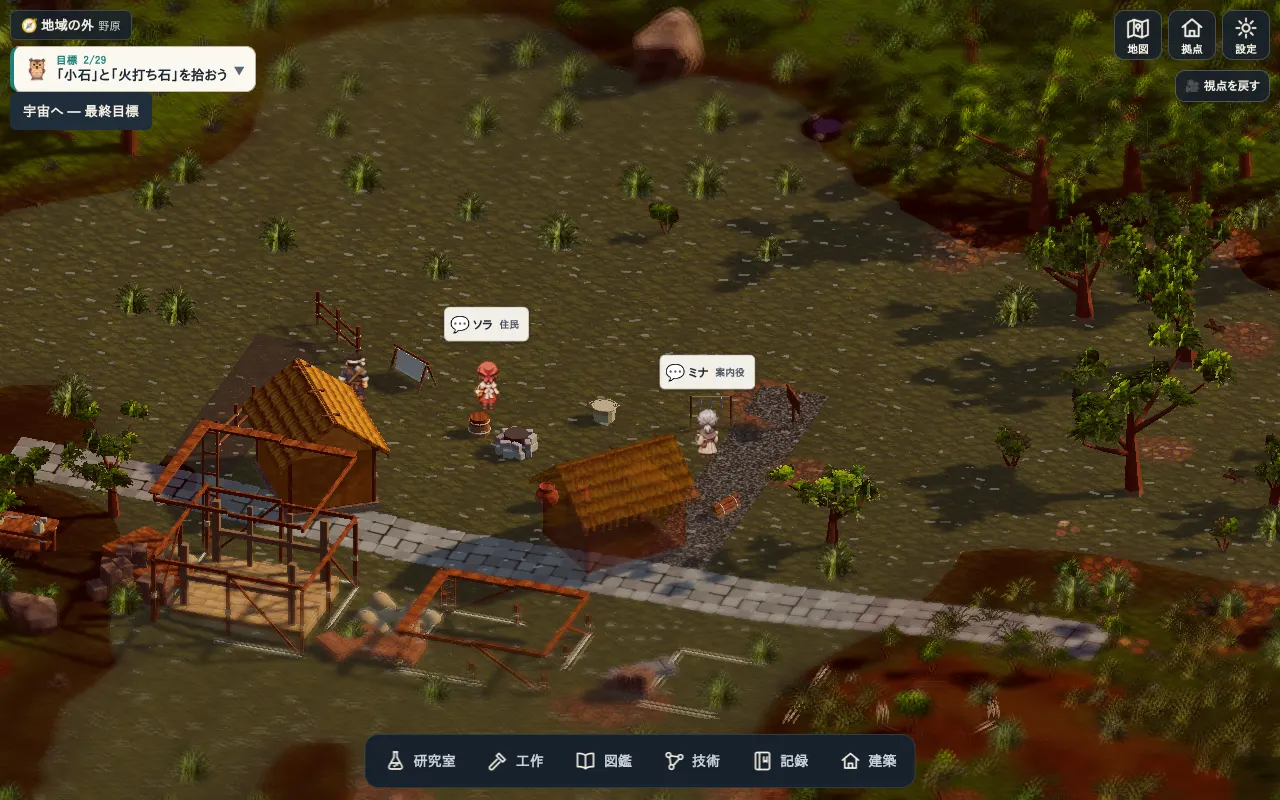 地域の外 野原
目標 2/29
「小石」と「火打ち石」を拾おう
宇宙へ — 最終目標
地図
拠点
設定
視点を戻す
ソラ 住民
ミナ 案内役
研究室
工作
図鑑
技術
記録
建築